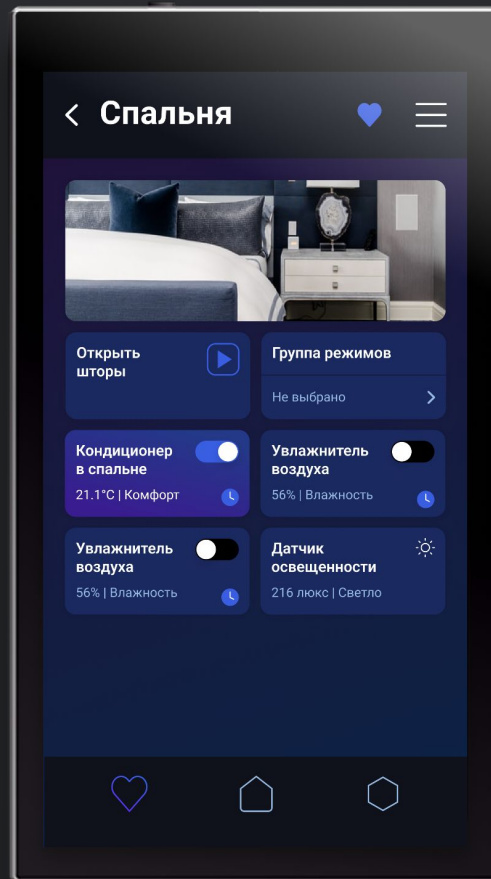 Спальня
Открыть
шторы
Группа режимов
Не выбрано
Кондиционер
в спальне
21.1°C | Комфорт
Увлажнитель
воздуха
56% | Влажность
Увлажнитель
воздуха
56% | Влажность
Датчик
освещенности
216 люкс | Светло